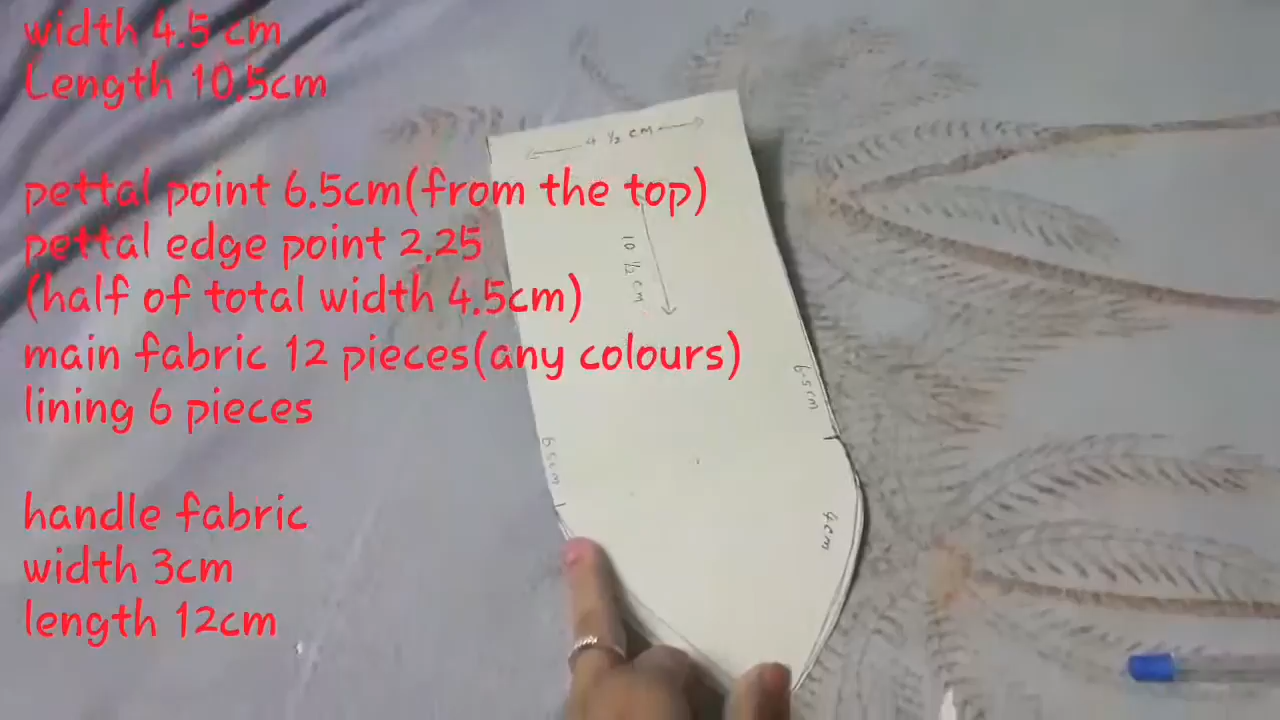 width 4.5 cm
Length 10.5cm
pettal point 6.5cm(from the top)
pettal edge point 2.25
(half of total width 4.5cm)
main fabric 12 pieces(any colours)
lining 6 pieces
handle fabric
width 3cm
length 12cm
4 ½ cm
10 ½ cm
6.5cm
6.5cm
4cm